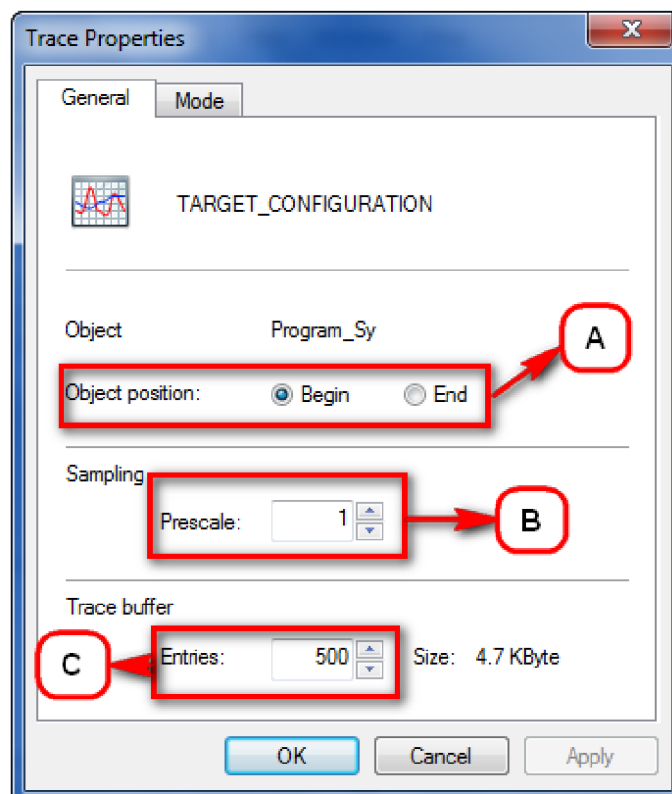 Trace Properties
General Mode
TARGET_CONFIGURATION
Object Program_Sy
A
Object position: Begin End
Sampling
Prescale: 1
B
Trace buffer
C
Entries: 500 Size: 4.7 KByte
OK Cancel Apply